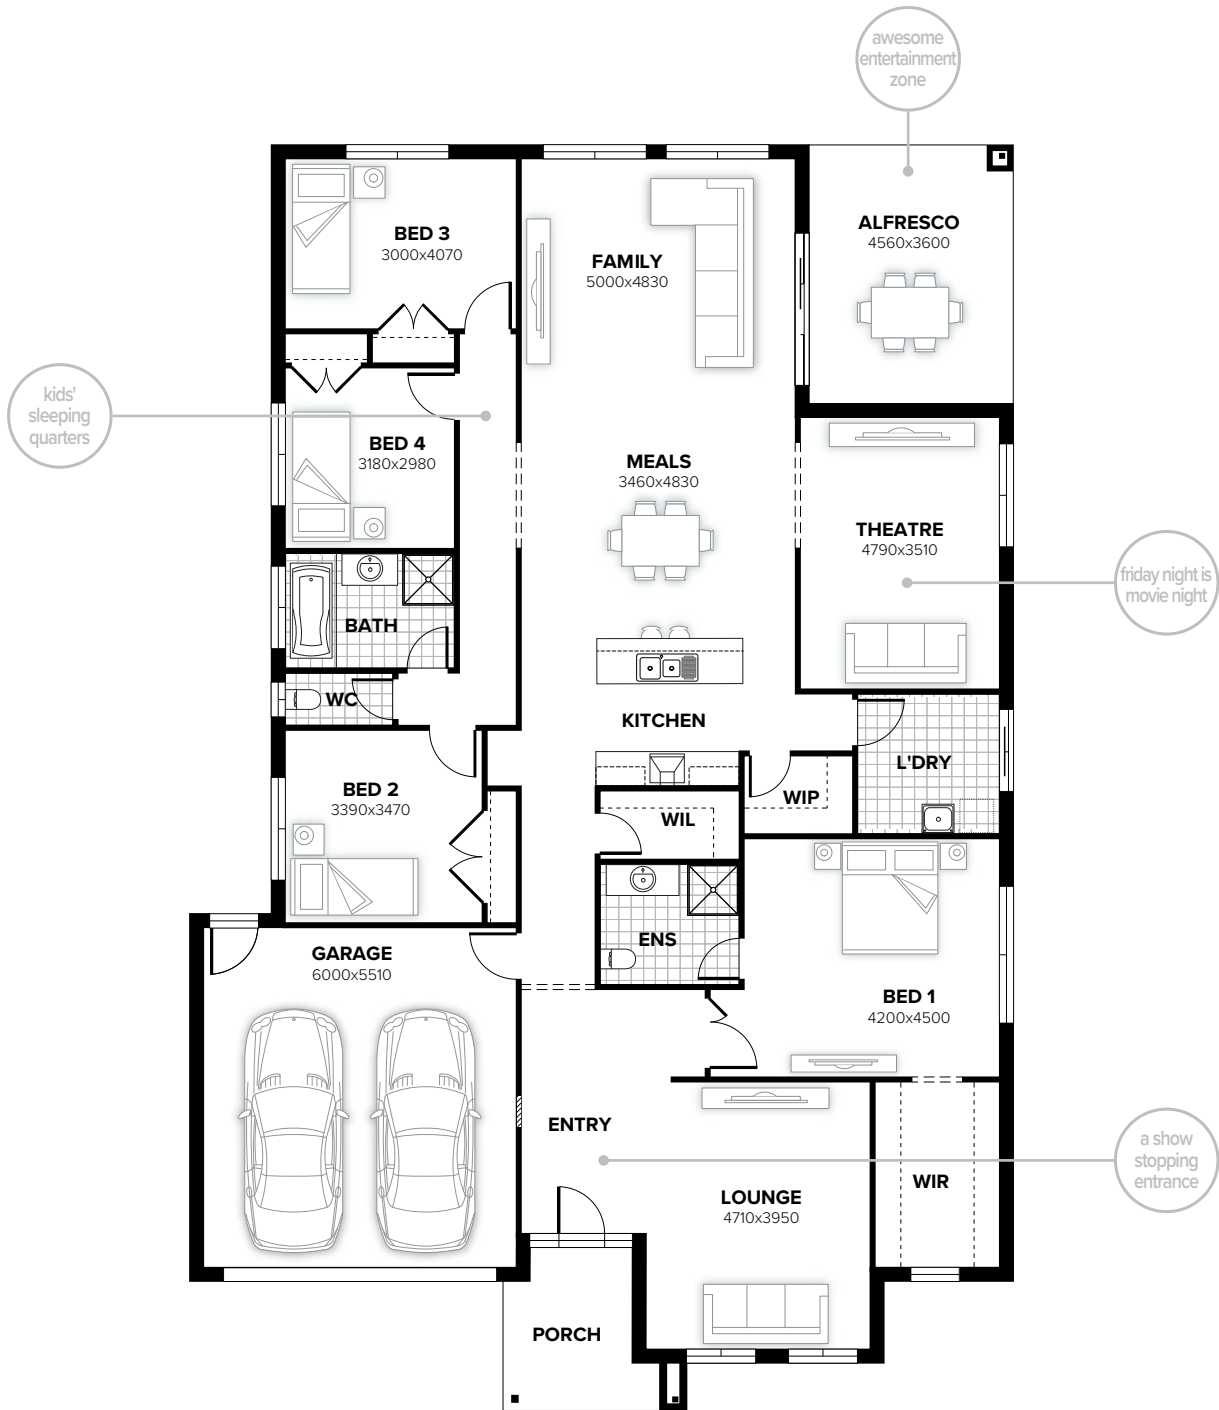 awesome
entertainment
zone
BED 3
3000x4070
FAMILY
5000x4830
ALFRESCO
4560x3600
kids'
sleeping
quarters
BED 4
3180x2980
MEALS
3460x4830
THEATRE
4790x3510
friday night is
movie night
BATH
WC
KITCHEN
L'DRY
BED 2
3390x3470
WIP
WIL
ENS
GARAGE
6000x5510
BED 1
4200x4500
ENTRY
a show
stopping
entrance
WIR
LOUNGE
4710x3950
PORCH